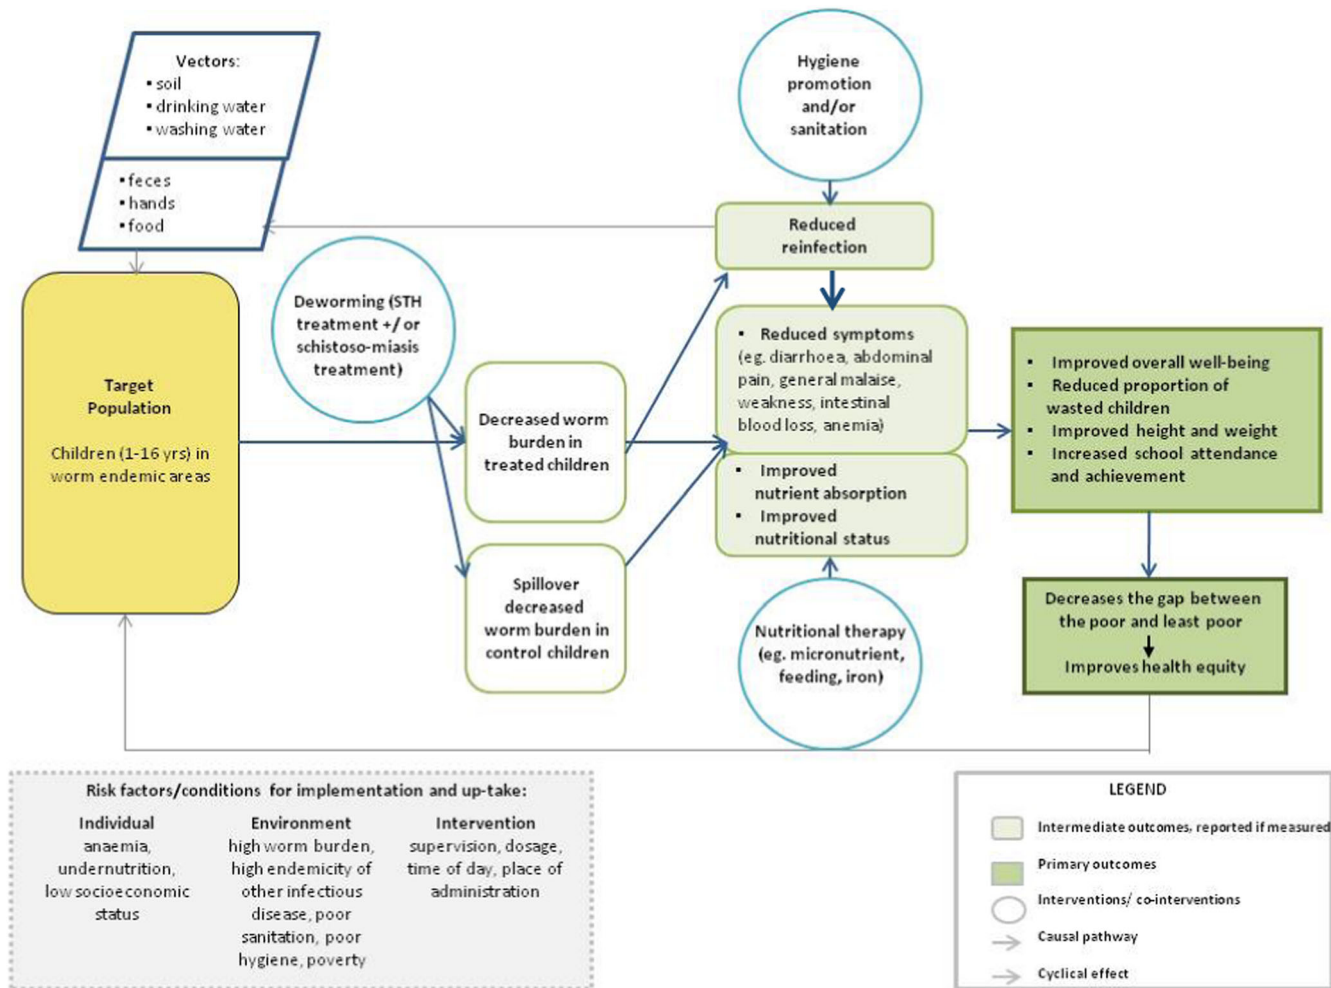 Vectors:
▪ soil
▪ drinking water
▪ washing water
▪ feces
▪ hands
▪ food
Hygiene
promotion
and/or
sanitation
Reduced
reinfection
Deworming (STH
treatment +/ or
schistoso-miasis
treatment)
Target
Population
Children (1-16 yrs) in
worm endemic areas
Decreased worm
burden in
treated children
Spillover
decreased
worm burden in
control children
▪ Reduced symptoms
(eg. diarrhoea, abdominal
pain, general malaise,
weakness, intestinal
blood loss, anemia)
▪ Improved
nutrient absorption
▪ Improved
nutritional status
Nutritional therapy
(eg. micronutrient,
feeding, iron)
▪ Improved overall well-being
▪ Reduced proportion of
wasted children
▪ Improved height and weight
▪ Increased school attendance
and achievement
Decreases the gap between
the poor and least poor
Improves health equity
Risk factors/conditions for implementation and up-take:
Individual
anaemia,
undernutrition,
low socioeconomic
status
Environment
high worm burden,
high endemicity of
other infectious
disease, poor
sanitation, poor
hygiene, poverty
Intervention
supervision, dosage,
time of day, place of
administration
LEGEND
Intermediate outcomes, reported if measured
Primary outcomes
Interventions/ co-interventions
Causal pathway
Cyclical effect